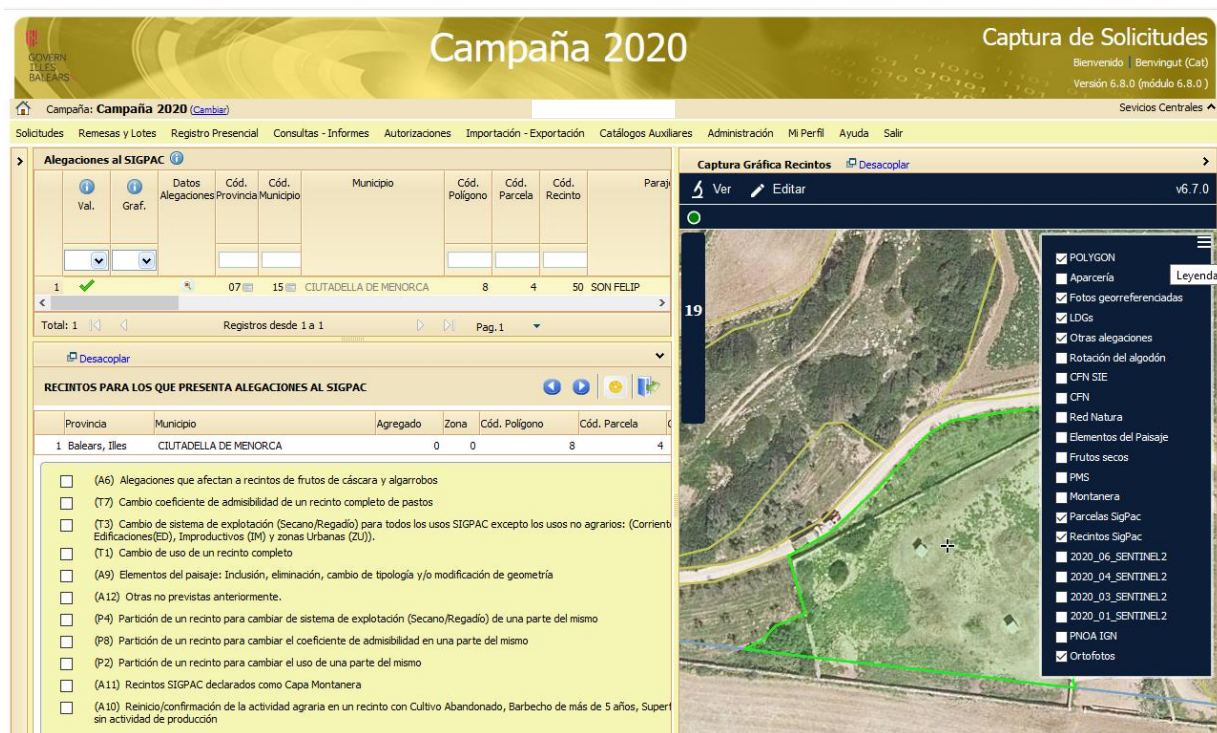 GOVERN
ILLES
BALEARS
Campaña 2020
Captura de Solicitudes
Bienvenido | Benvingut (Cat)
Versión 6.8.0 (módulo 6.8.0 )
Campaña: Campaña 2020 (Cambiar)
Sevicios Centrales
Solicitudes Remesas y Lotes Registro Presencial Consultas - Informes Autorizaciones Importación - Exportación Catálogos Auxiliares Administración Mi Perfil Ayuda Salir
Alegaciones al SIGPAC
Val. Graf. Datos Alegaciones Cód. Provincia Cód. Municipio Municipio Cód. Polígono Cód. Parcela Cód. Recinto Paraj
1 07 15 CIUTADELLA DE MENORCA 8 4 50 SON FELIP
Total: 1 Registros desde 1 a 1 Pag. 1
Desacoplar
RECINTOS PARA LOS QUE PRESENTA ALEGACIONES AL SIGPAC
Provincia Municipio Agregado Zona Cód. Polígono Cód. Parcela
1 Balears, Illes CIUTADELLA DE MENORCA 0 0 8 4
(A6) Alegaciones que afectan a recintos de frutos de cáscara y algarrobos
(T7) Cambio coeficiente de admisibilidad de un recinto completo de pastos
(T3) Cambio de sistema de explotación (Secano/Regadío) para todos los usos SIGPAC excepto los usos no agrarios: (Corriente
Edificaciones(ED), Improductivos (IM) y zonas Urbanas (ZU)).
(T1) Cambio de uso de un recinto completo
(A9) Elementos del paisaje: Inclusión, eliminación, cambio de tipología y/o modificación de geometría
(A12) Otras no previstas anteriormente.
(P4) Partición de un recinto para cambiar de sistema de explotación (Secano/Regadío) de una parte del mismo
(P8) Partición de un recinto para cambiar el coeficiente de admisibilidad en una parte del mismo
(P2) Partición de un recinto para cambiar el uso de una parte del mismo
(A11) Recintos SIGPAC declarados como Capa Montanera
(A10) Reinicio/confirmación de la actividad agraria en un recinto con Cultivo Abandonado, Barbecho de más de 5 años, Superf
sin actividad de producción
Captura Gráfica Recintos Desacoplar
Ver Editar v6.7.0
19
POLYGON
Aparcería
Leyenda
Fotos georreferenciadas
LDGs
Otras alegaciones
Rotación del algodón
CFN SIE
CFN
Red Natura
Elementos del Paisaje
Frutos secos
PMS
Montanera
Parcelas SigPac
Recintos SigPac
2020_06_SENTINEL2
2020_04_SENTINEL2
2020_03_SENTINEL2
2020_01_SENTINEL2
PNOA IGN
Ortofotos